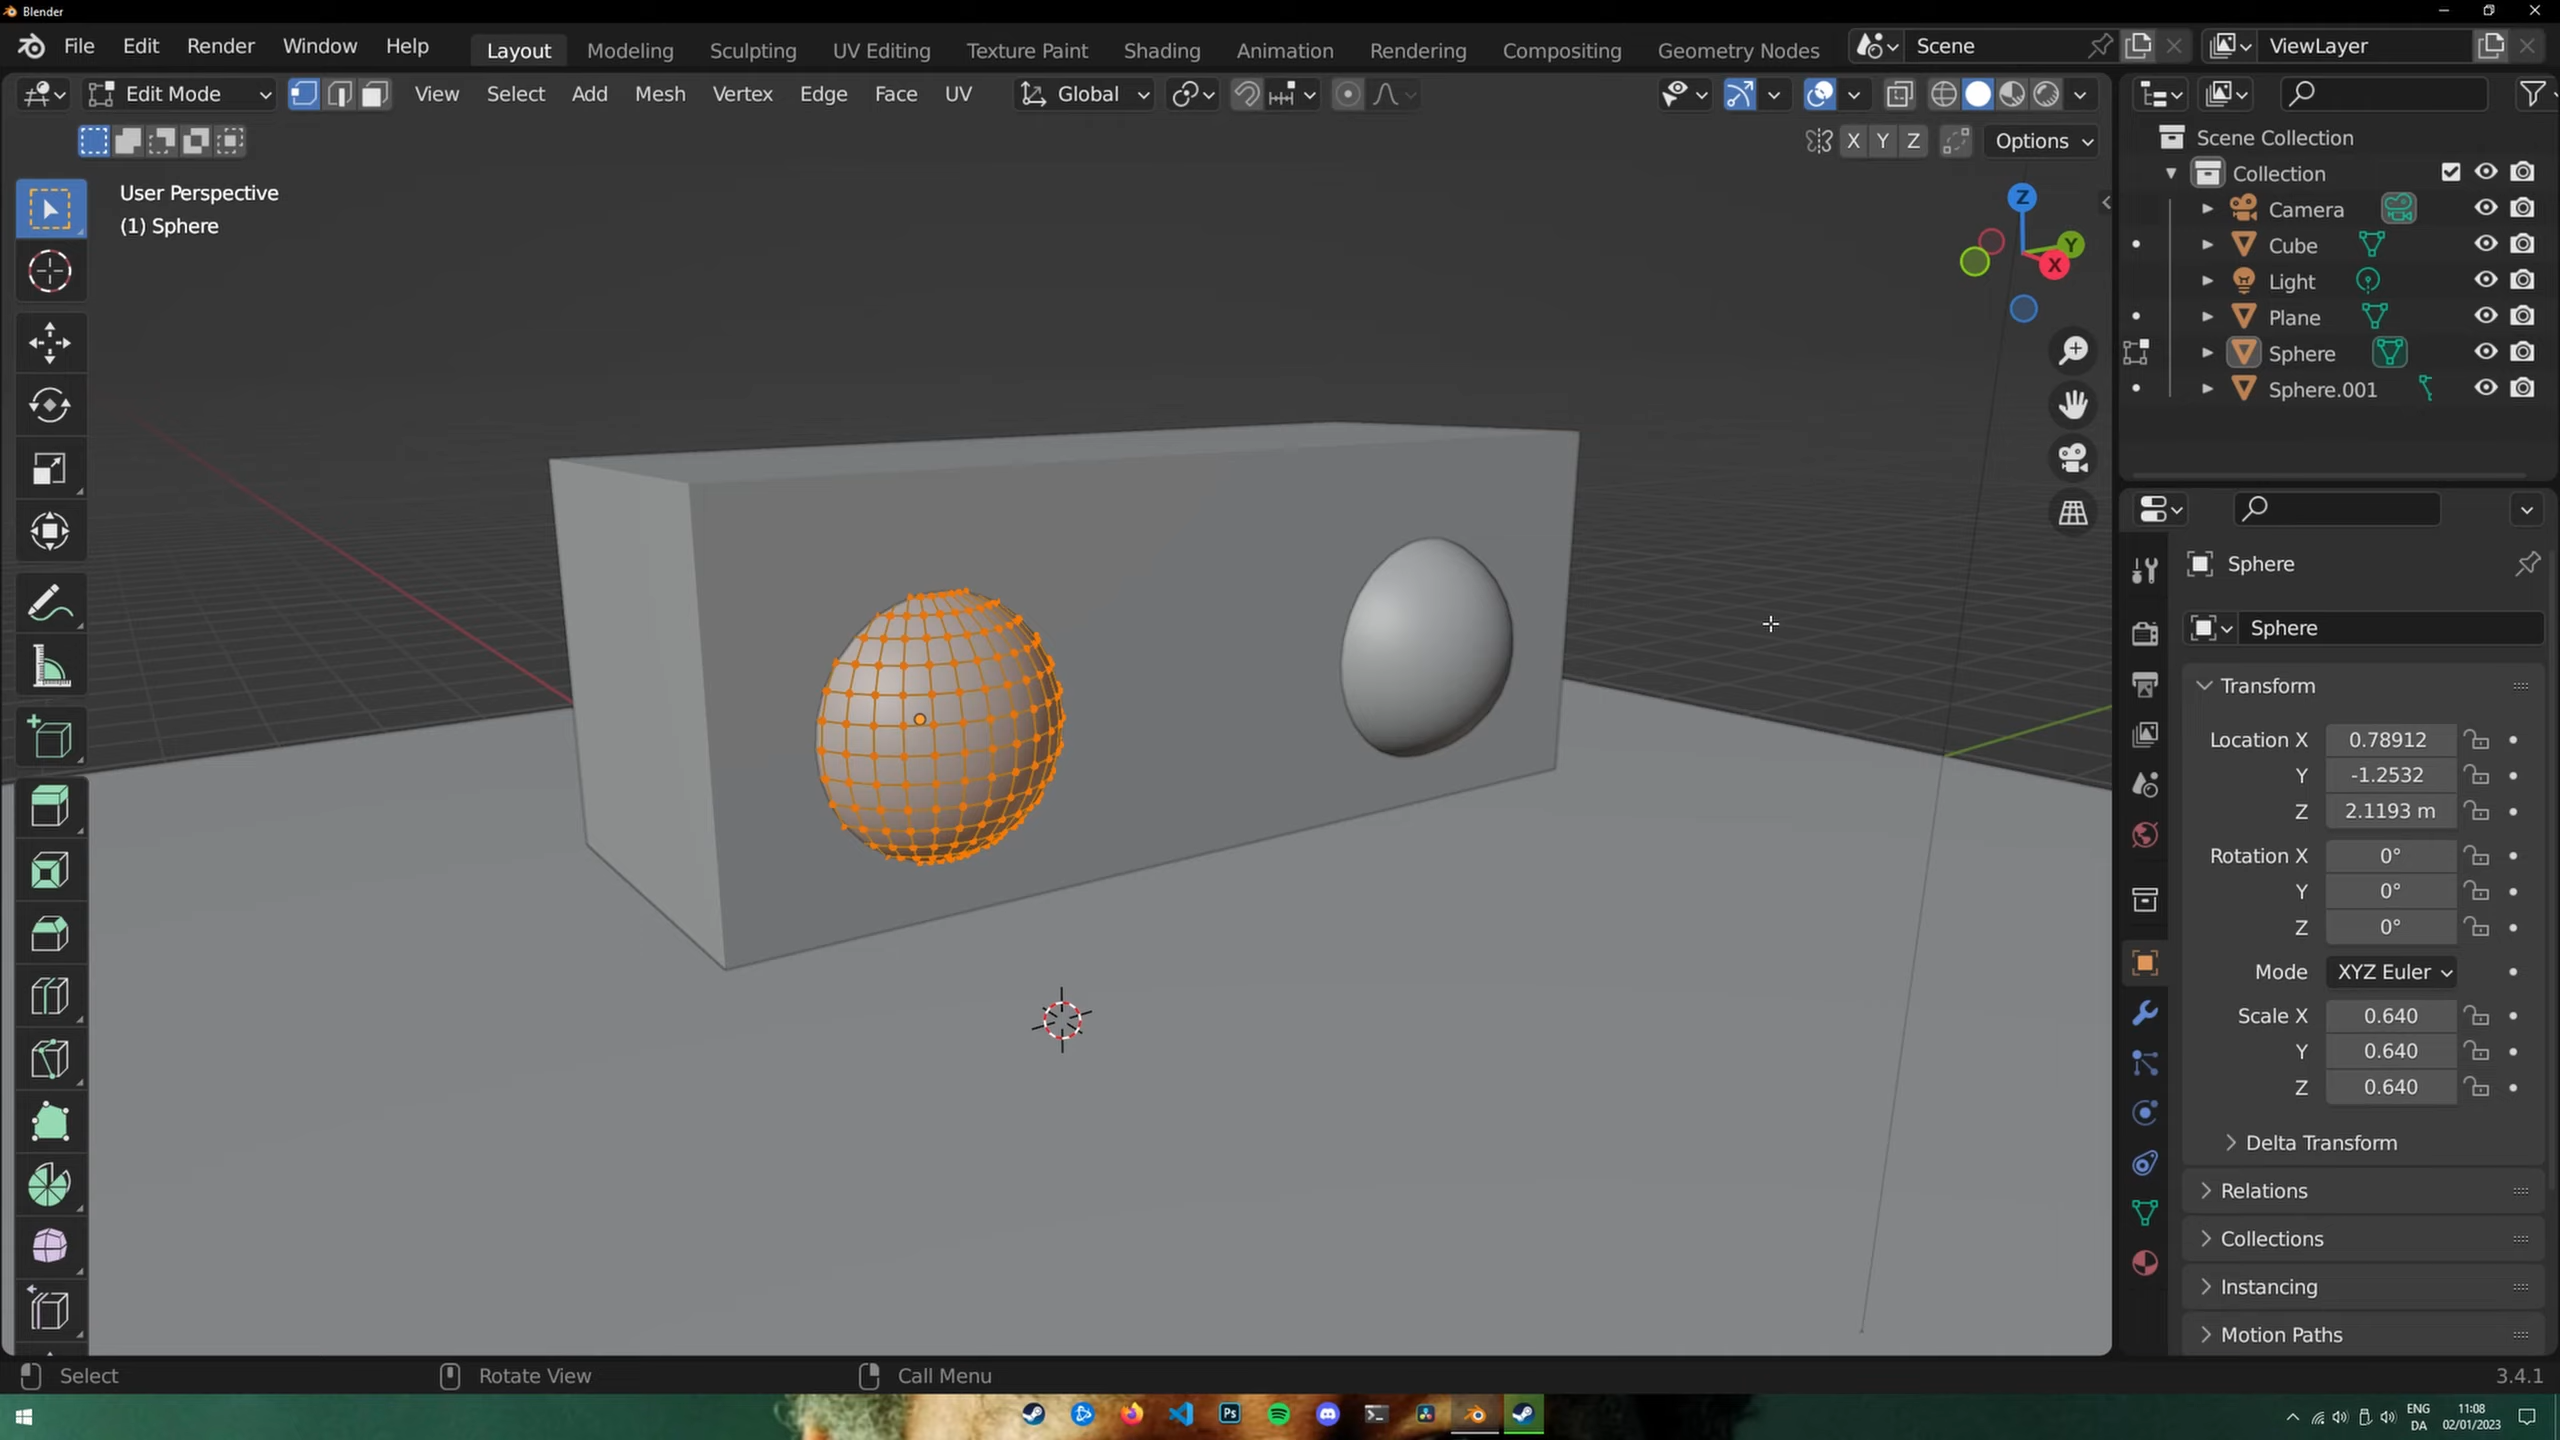 Blender
File Edit Render Window Help Layout Modeling Sculpting UV Editing Texture Paint Shading Animation Rendering Compositing Geometry Nodes Scene ViewLayer
Edit Mode View Select Add Mesh Vertex Edge Face UV Global
X Y Z Options
User Perspective
(1) Sphere
Z
Y
X
Scene Collection
Collection
Camera
Cube
Light
Plane
Sphere
Sphere.001
Sphere
Sphere
Transform
Location X 0.78912
Y -1.2532
Z 2.1193 m
Rotation X 0°
Y 0°
Z 0°
Mode XYZ Euler
Scale X 0.640
Y 0.640
Z 0.640
Delta Transform
Relations
Collections
Instancing
Motion Paths
Select Rotate View Call Menu 3.4.1
Ps
ENG 11:08
DA 02/01/2023